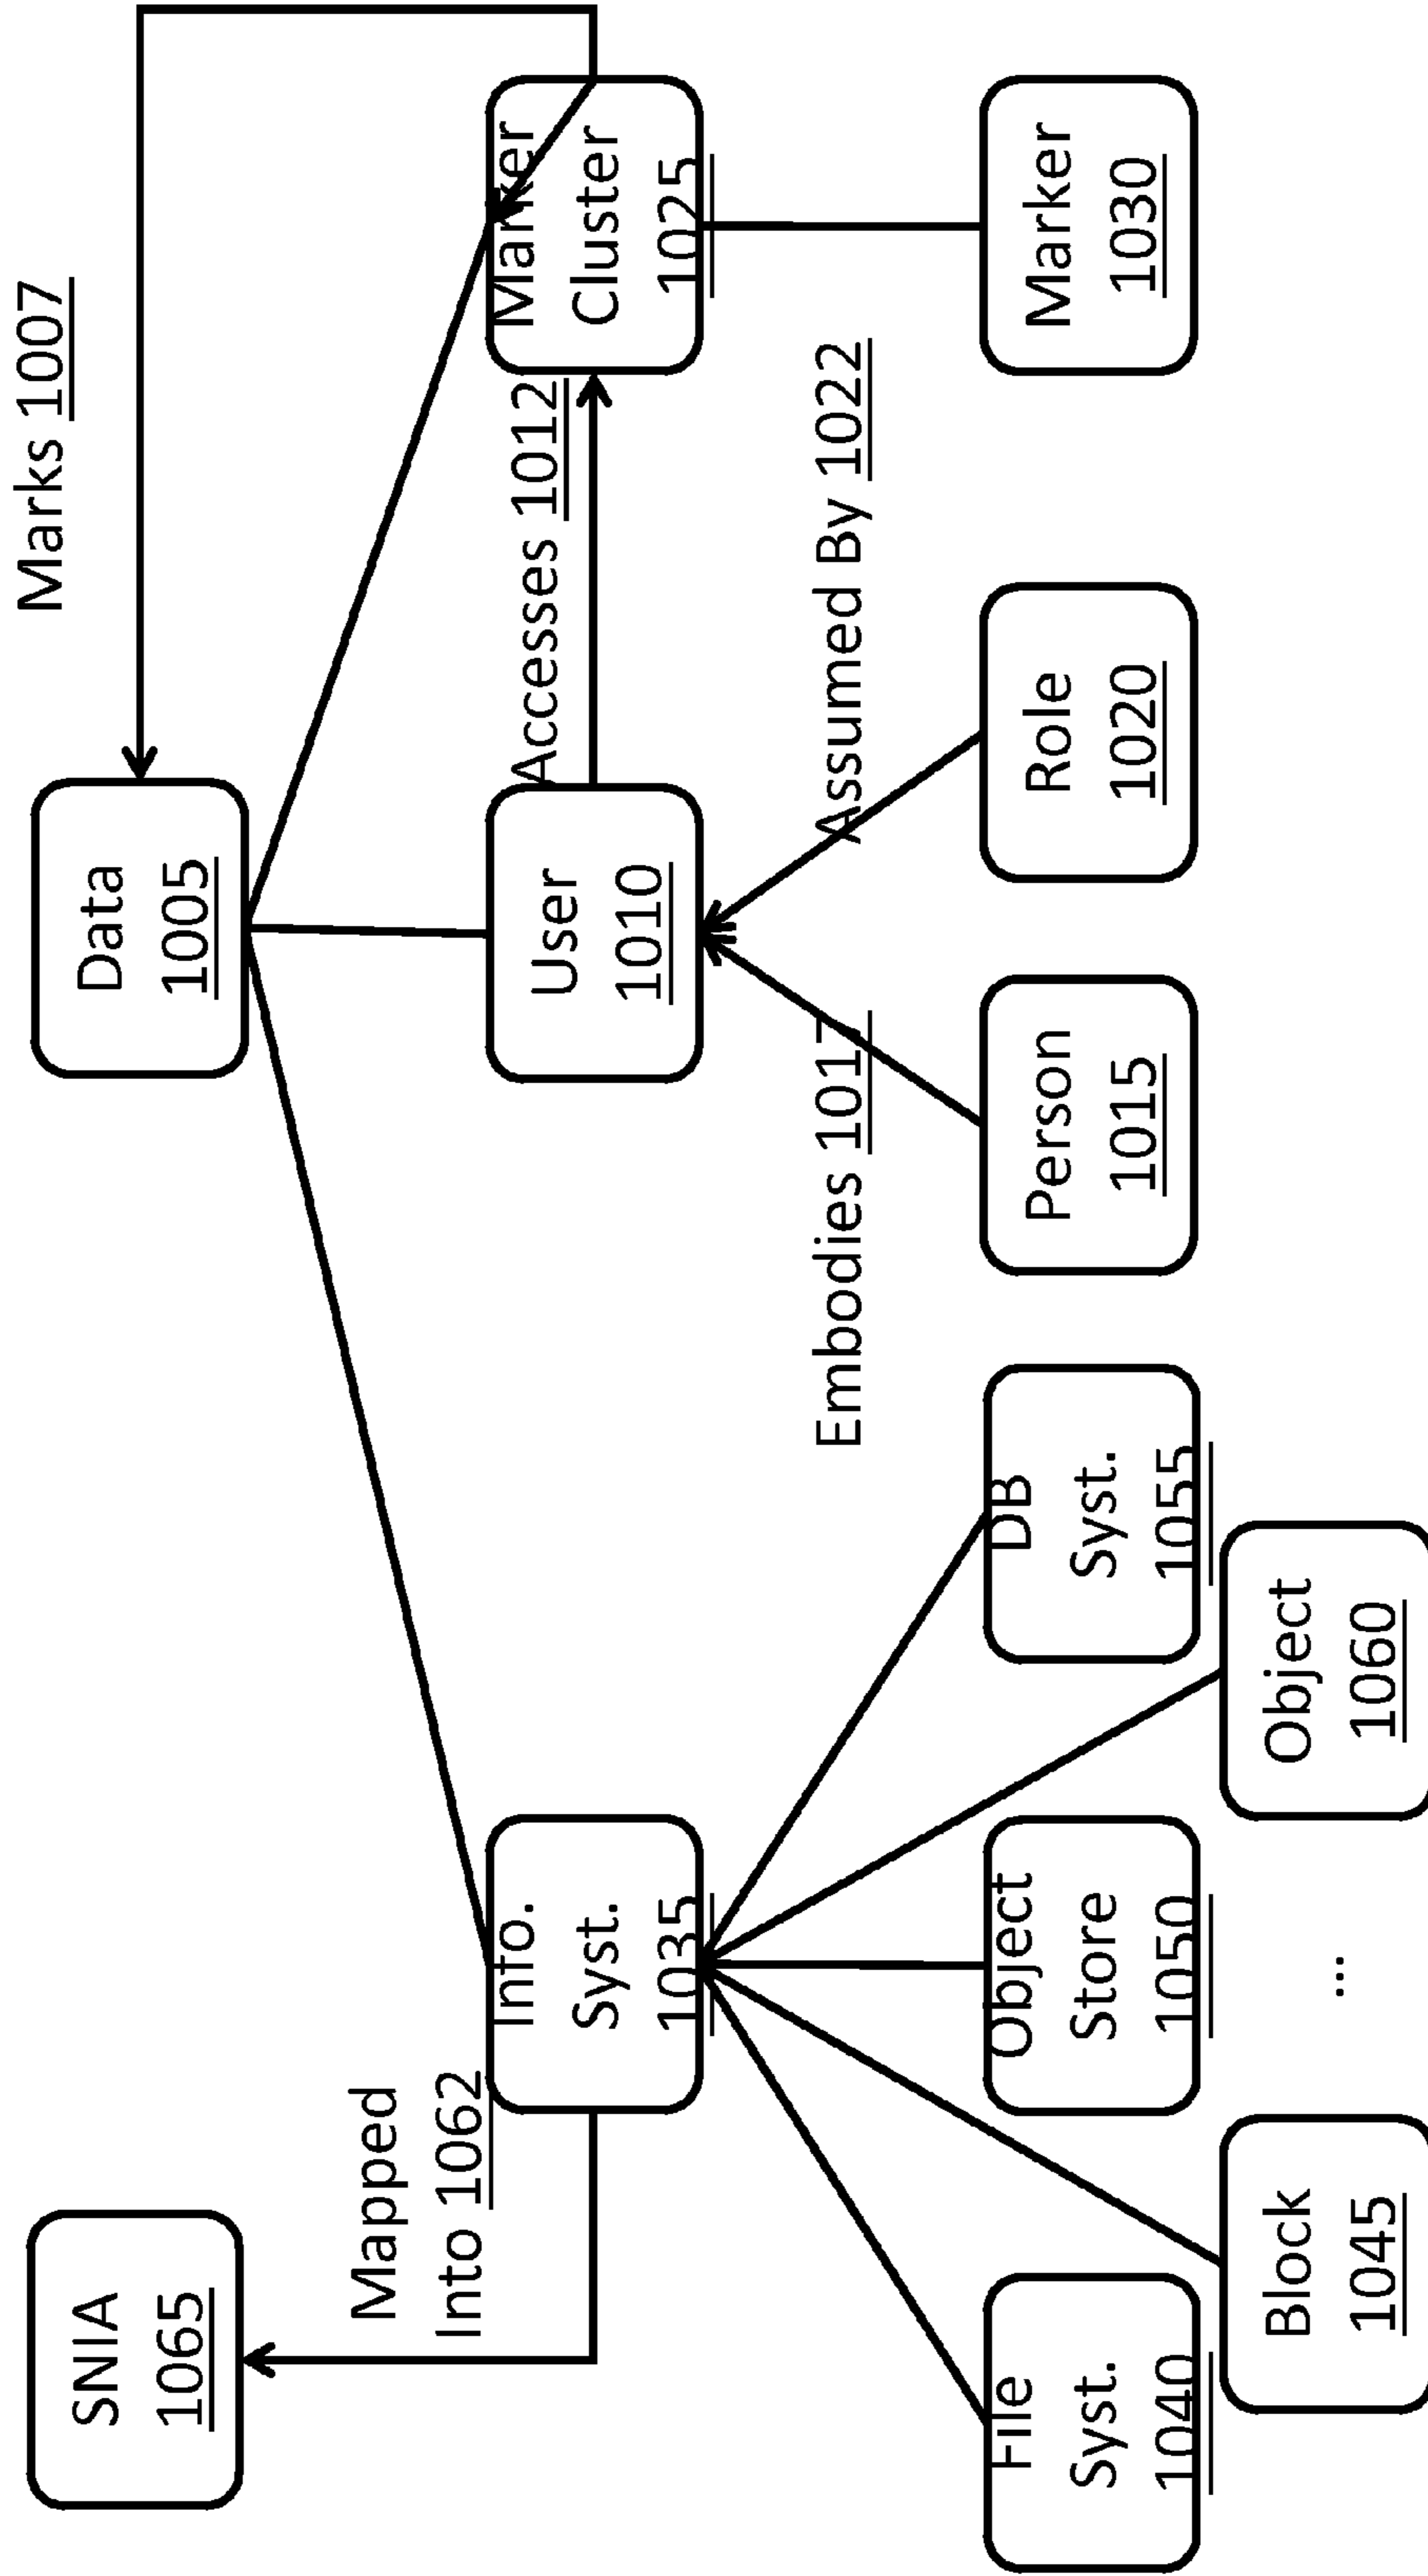 Marks 1007
SNIA
1065
Data
1005
Mapped
Into 1062
Info.
Syst.
1035
User
1010
Accesses 1012
Marker
Cluster
1025
Embodies 1017
Assumed By 1022
File
Syst.
1040
Object
Store
1050
DB
Syst.
1055
Person
1015
Role
1020
Marker
1030
Block
1045
...
Object
1060